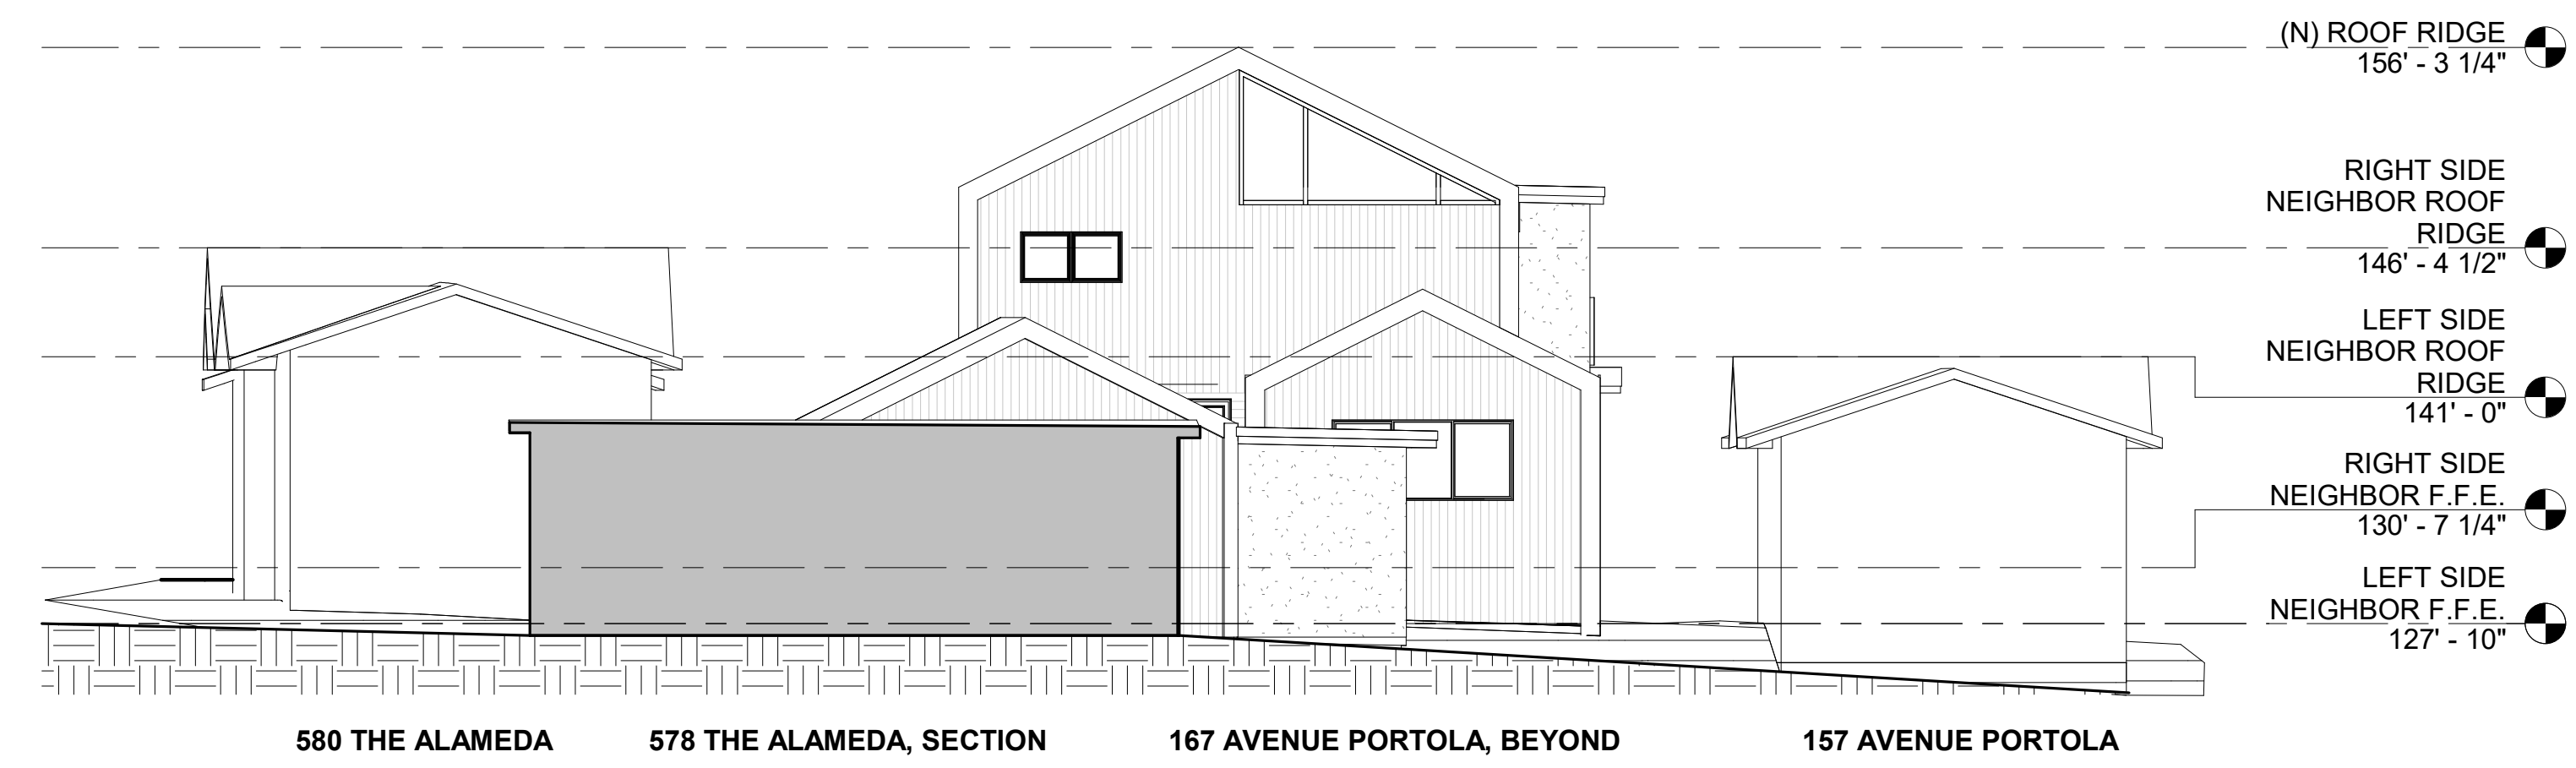 (N) ROOF RIDGE
156' - 3 1/4"
RIGHT SIDE
NEIGHBOR ROOF
RIDGE
146' - 4 1/2"
LEFT SIDE
NEIGHBOR ROOF
RIDGE
141' - 0"
RIGHT SIDE
NEIGHBOR F.F.E.
130' - 7 1/4"
LEFT SIDE
NEIGHBOR F.F.E.
127' - 10"
580 THE ALAMEDA
578 THE ALAMEDA, SECTION
167 AVENUE PORTOLA, BEYOND
157 AVENUE PORTOLA